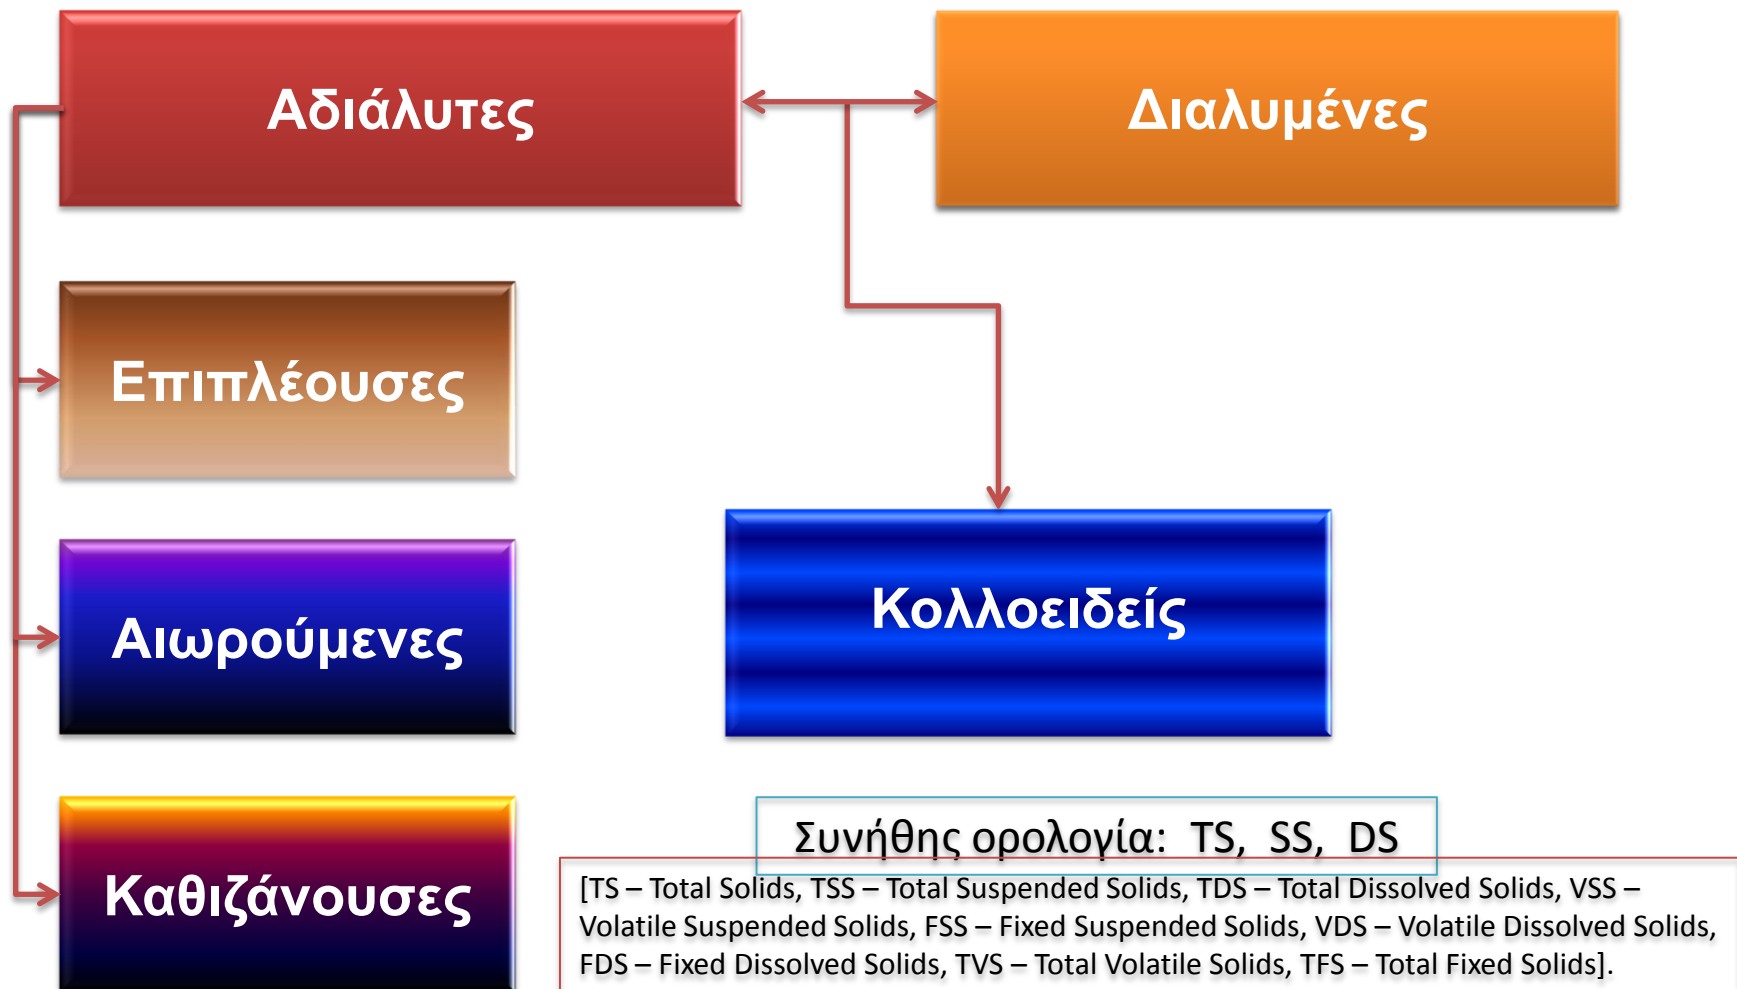 Αδιάλυτες
Διαλυμένες
Επιπλέουσες
Αιωρούμενες
Κολλοειδείς
Καθιζάνουσες
Συνήθης ορολογία: TS, SS, DS
[TS – Total Solids, TSS – Total Suspended Solids, TDS – Total Dissolved Solids, VSS –
Volatile Suspended Solids, FSS – Fixed Suspended Solids, VDS – Volatile Dissolved Solids,
FDS – Fixed Dissolved Solids, TVS – Total Volatile Solids, TFS – Total Fixed Solids].